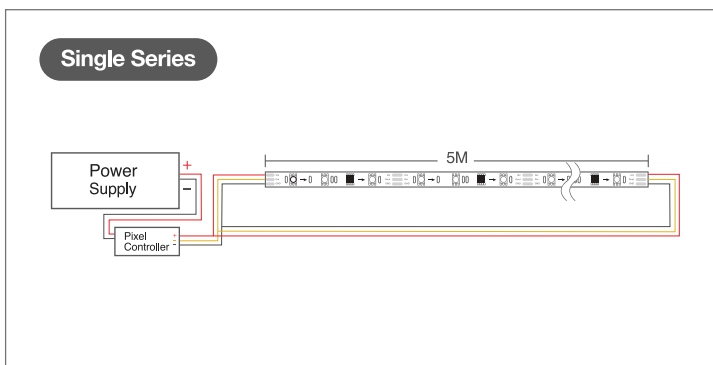 Single Series
5M
Power
Supply
+
−
Pixel
Controller
+
−